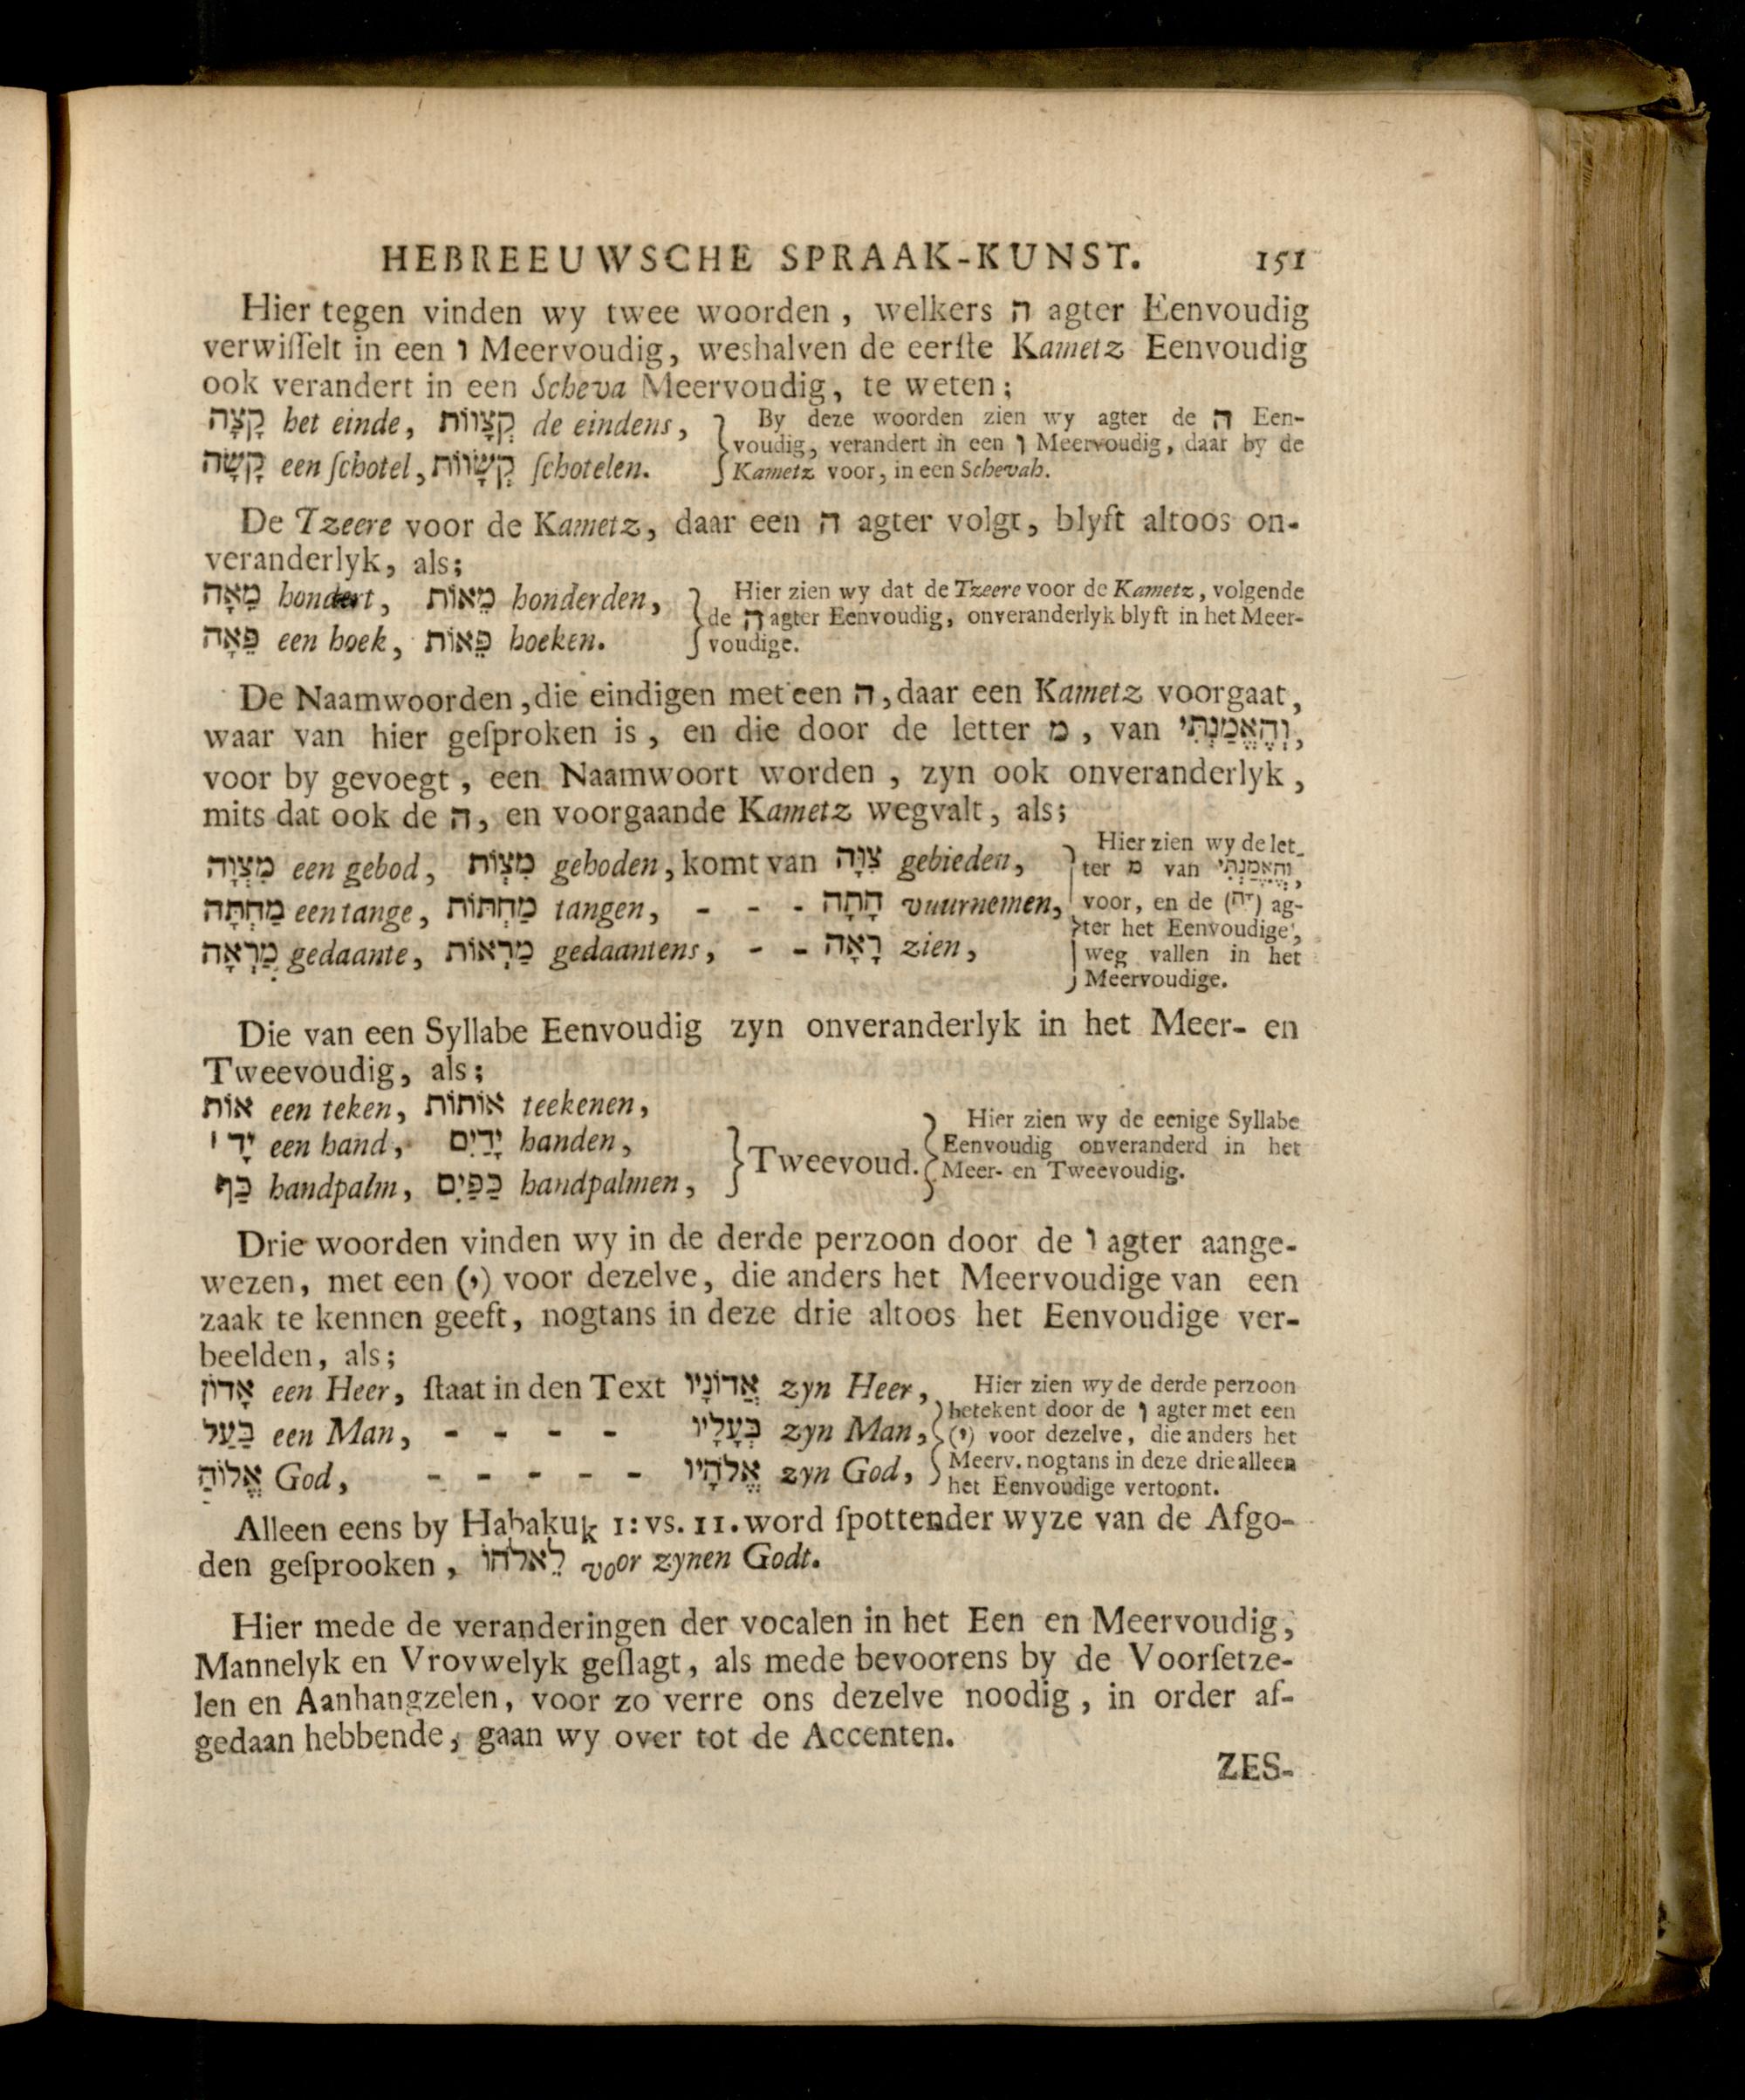 HEBREEUWSCHE SPRAAK-KUNST. 151
Hier tegen vinden wy twee woorden, welkers ה agter Eenvoudig
verwiſſelt in een ו Meervoudig, weshalven de eerſte Kametz Eenvoudig
ook verandert in een Scheva Meervoudig, te weten;
קָצָה het einde, קְצָווֹת de eindens,
קָשָׂה een ſchotel, קְשָׂווֹת ſchotelen.
By deze woorden zien wy agter de ה Een-
voudig, verandert in een ו Meervoudig, daar by de
Kametz voor, in een Schevah.
De Tzeere voor de Kametz, daar een ה agter volgt, blyft altoos on-
veranderlyk, als;
מֵאָה hondert, מֵאוֹת honderden,
פֵּאָה een hoek, פֵּאוֹת hoeken.
Hier zien wy dat de Tzeere voor de Kametz, volgende
de ה agter Eenvoudig, onveranderlyk blyft in het Meer-
voudige.
De Naamwoorden, die eindigen met een ה, daar een Kametz voorgaat,
waar van hier geſproken is, en die door de letter מ, van וְהֶאֱמַנְתִּי,
voor by gevoegt, een Naamwoort worden, zyn ook onveranderlyk,
mits dat ook de ה, en voorgaande Kametz wegvalt, als;
מִצְוָה een gebod, מִצְוֹת geboden, komt van צִוָּה gebieden,
מַחְתָּה een tange, מַחְתּוֹת tangen, - - - חָתָה vuurnemen,
מַרְאָה gedaante, מַרְאוֹת gedaantens, - - רָאָה zien,
Hier zien wy de let-
ter מ van וְהֶאֱמַנְתִּי,
voor, en de (ָה) ag-
ter het Eenvoudige,
weg vallen in het
Meervoudige.
Die van een Syllabe Eenvoudig zyn onveranderlyk in het Meer- en
Tweevoudig, als;
אוֹת een teken, אוֹתוֹת teekenen,
יָד een hand, יָדַיִם handen,
כַּף handpalm, כַּפַּיִם handpalmen,
Tweevoud.
Hier zien wy de eenige Syllabe
Eenvoudig onveranderd in het
Meer- en Tweevoudig.
Drie woorden vinden wy in de derde perzoon door de ו agter aange-
wezen, met een (י) voor dezelve, die anders het Meervoudige van een
zaak te kennen geeft, nogtans in deze drie altoos het Eenvoudige ver-
beelden, als;
אָדוֹן een Heer, ſtaat in den Text אֲדוֹנָיו zyn Heer,
בַּעַל een Man, - - - - בְּעָלָיו zyn Man,
אֱלוֹהַּ God, - - - - - אֱלֹהָיו zyn God,
Hier zien wy de derde perzoon
betekent door de ו agter met een
(י) voor dezelve, die anders het
Meerv. nogtans in deze drie alleen
het Eenvoudige vertoont.
Alleen eens by Habakuk 1: vs. 11. word ſpottender wyze van de Afgo-
den geſprooken, לֵאלֹהוֹ voor zynen Godt.
Hier mede de veranderingen der vocalen in het Een en Meervoudig,
Mannelyk en Vrovwelyk geſlagt, als mede bevoorens by de Voorſetze-
len en Aanhangzelen, voor zo verre ons dezelve noodig, in order af-
gedaan hebbende, gaan wy over tot de Accenten.
ZES-